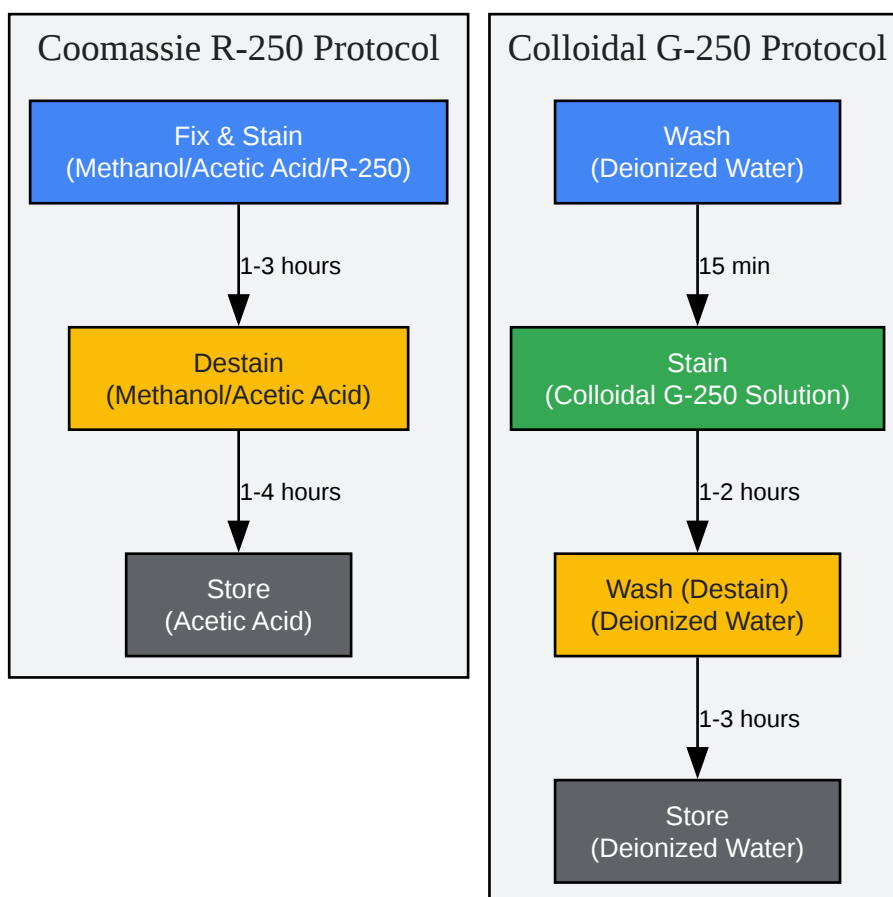 Coomassie R-250 Protocol
Fix & Stain
(Methanol/Acetic Acid/R-250)
1-3 hours
Destain
(Methanol/Acetic Acid)
1-4 hours
Store
(Acetic Acid)
Colloidal G-250 Protocol
Wash
(Deionized Water)
15 min
Stain
(Colloidal G-250 Solution)
1-2 hours
Wash (Destain)
(Deionized Water)
1-3 hours
Store
(Deionized Water)